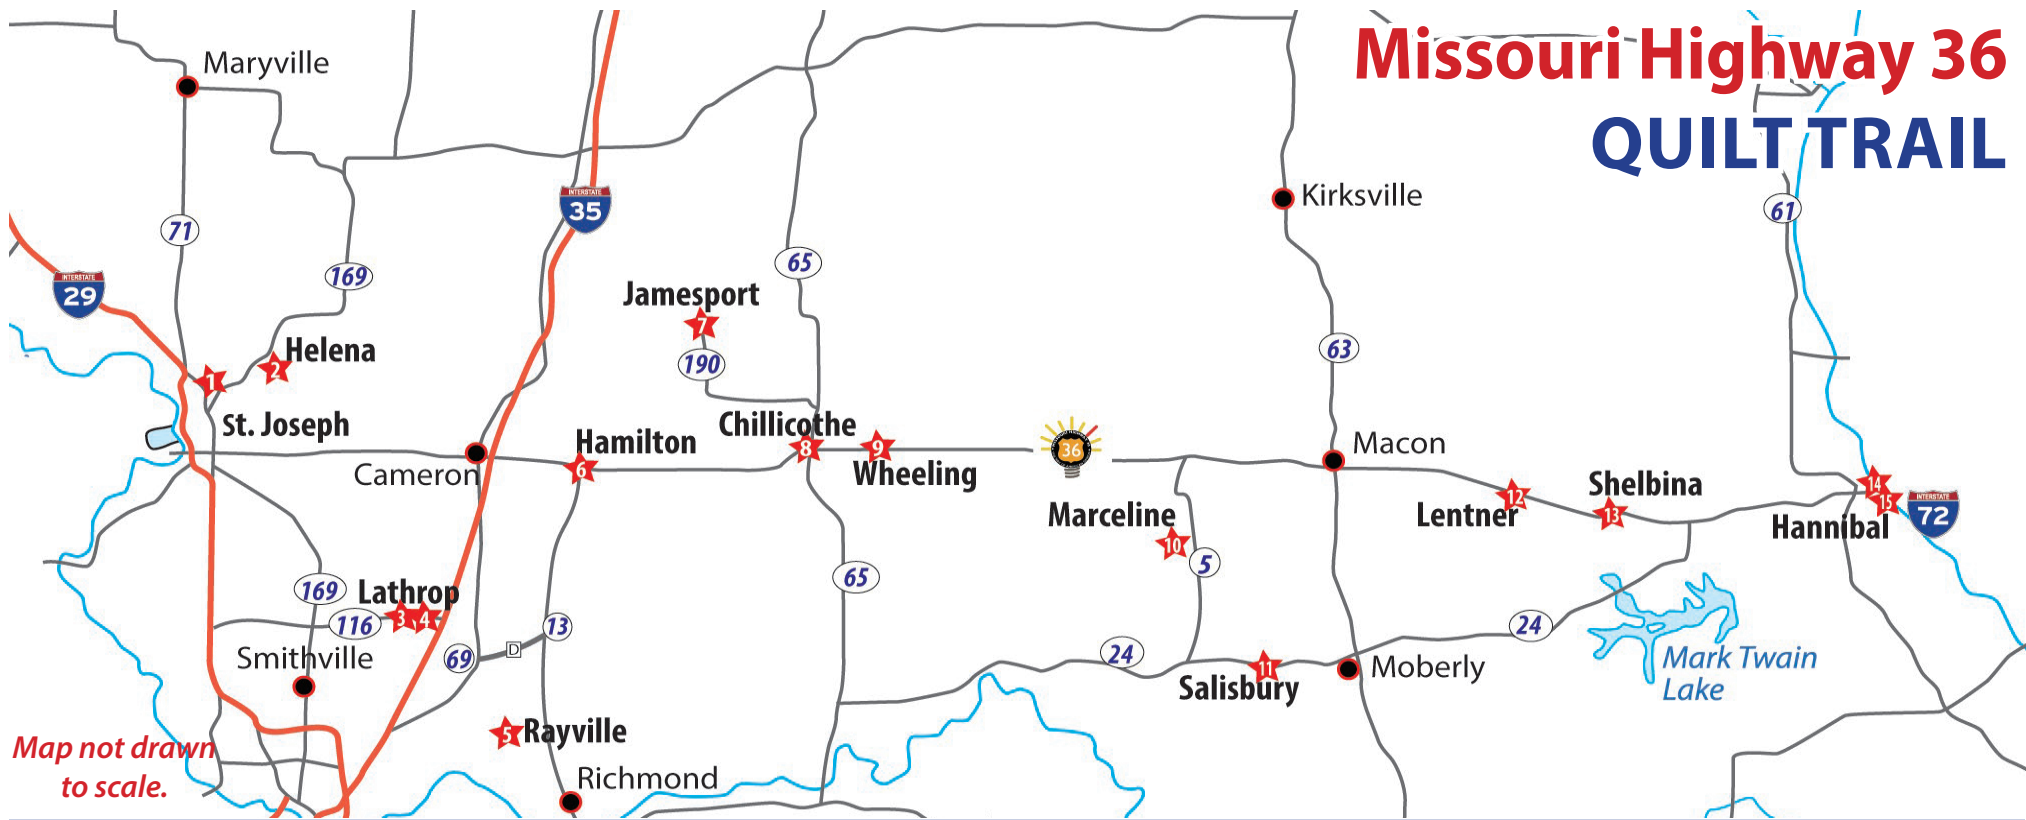 Missouri Highway 36
QUILT TRAIL
Maryville
71
169
INTERSTATE
29
INTERSTATE
35
65
Kirksville
61
Jamesport
7
190
Helena
2
1
St. Joseph
63
Chillicothe
8
9
Wheeling
Hamilton
6
Cameron
36
Macon
Marceline
10
5
Lentner
12
Shelbina
13
14
15
Hannibal
INTERSTATE
72
169
Lathrop
3
4
116
Smithville
69
D
13
65
24
Salisbury
11
Moberly
24
Mark Twain
Lake
5
Rayville
Richmond
Map not drawn
to scale.